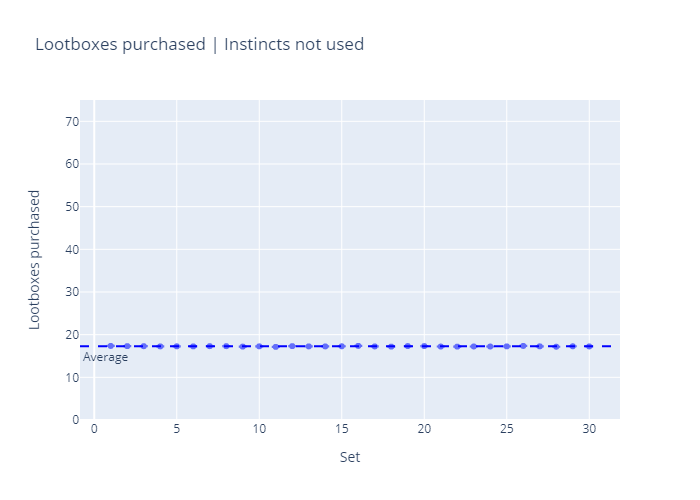 Lootboxes purchased | Instincts not used
Lootboxes purchased
70
60
50
40
30
20
10
0
Average
0 5 10 15 20 25 30
Set